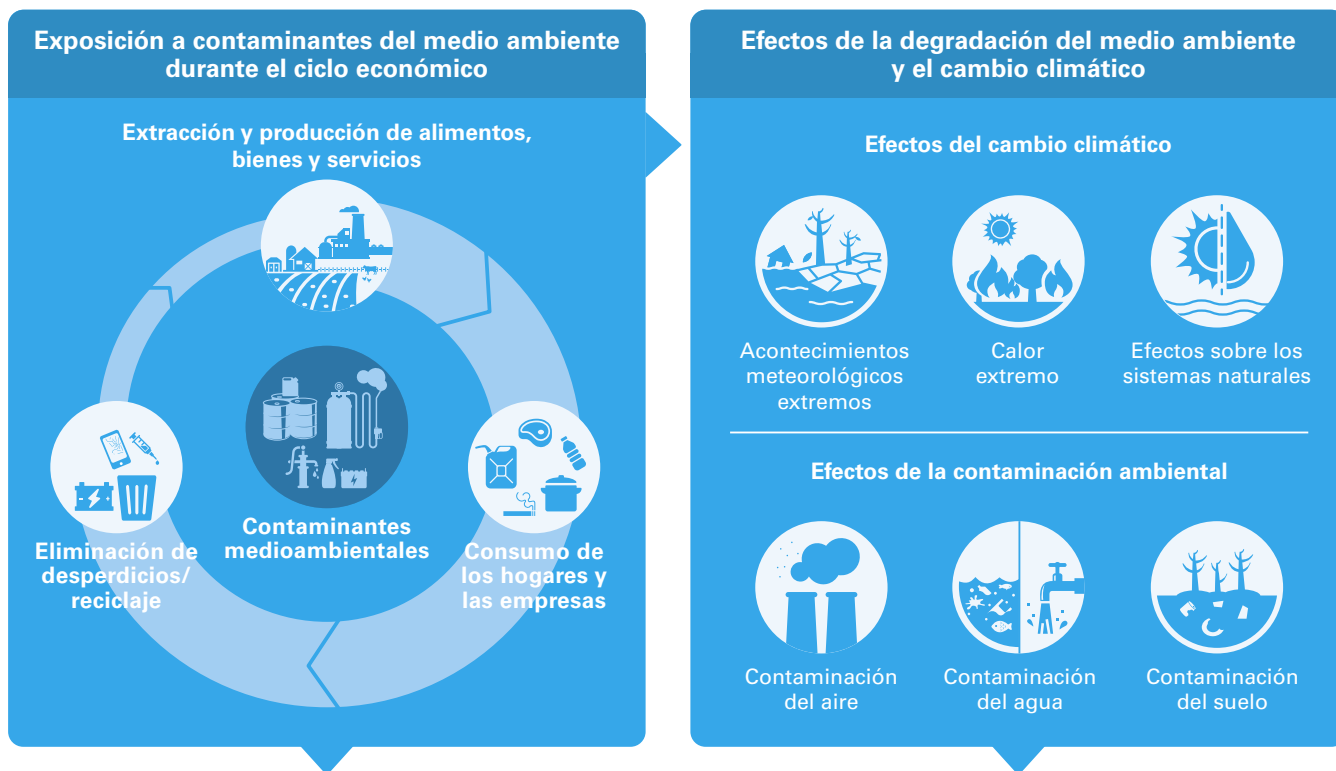 Exposición a contaminantes del medio ambiente
durante el ciclo económico
Extracción y producción de alimentos,
bienes y servicios
Contaminantes
medioambientales
Eliminación de
desperdicios/
reciclaje
Consumo de
los hogares y
las empresas
Efectos de la degradación del medio ambiente
y el cambio climático
Efectos del cambio climático
Acontecimientos
meteorológicos
extremos
Calor
extremo
Efectos sobre los
sistemas naturales
Efectos de la contaminación ambiental
Contaminación
del aire
Contaminación
del agua
Contaminación
del suelo